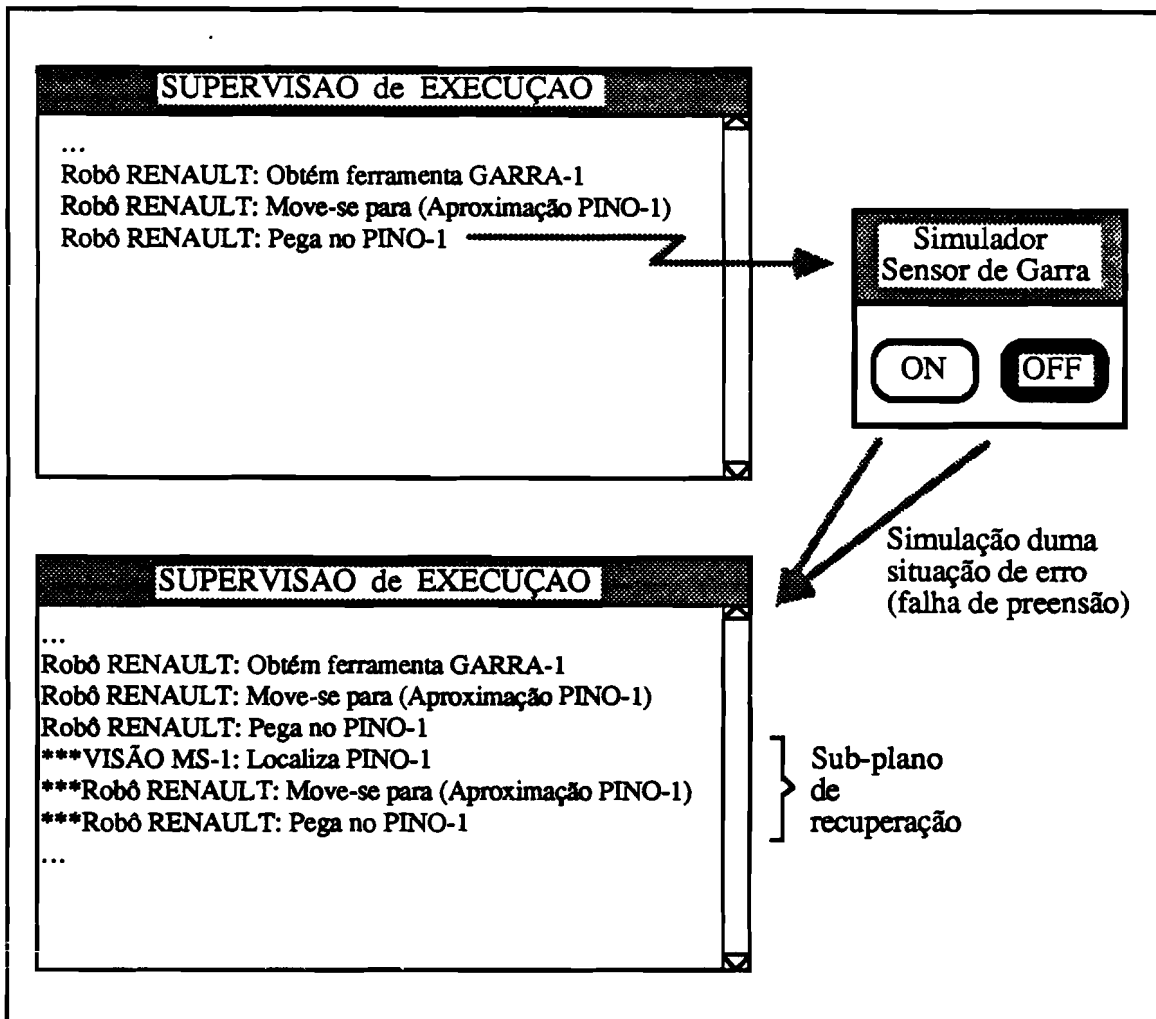 SUPERVISAO de EXECUÇAO
...
Robô RENAULT: Obtém ferramenta GARRA-1
Robô RENAULT: Move-se para (Aproximação PINO-1)
Robô RENAULT: Pega no PINO-1
Simulador
Sensor de Garra
ON
OFF
Simulação duma
situação de erro
(falha de preensão)
SUPERVISAO de EXECUÇAO
...
Robô RENAULT: Obtém ferramenta GARRA-1
Robô RENAULT: Move-se para (Aproximação PINO-1)
Robô RENAULT: Pega no PINO-1
***VISÃO MS-1: Localiza PINO-1
***Robô RENAULT: Move-se para (Aproximação PINO-1)
***Robô RENAULT: Pega no PINO-1
...
Sub-plano
de
recuperação